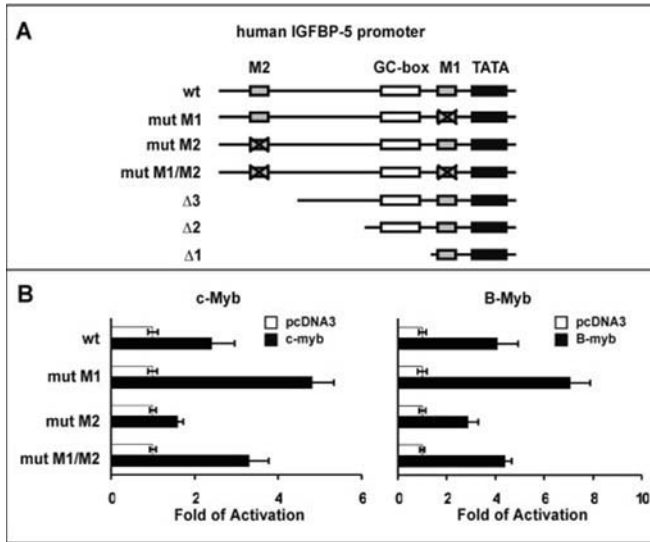 A
human IGFBP-5 promoter
M2 GC-box M1 TATA
wt
mut M1
mut M2
mut M1/M2
Δ3
Δ2
Δ1
B
c-Myb
pcDNA3
c-myb
wt
mut M1
mut M2
mut M1/M2
0 2 4 6
Fold of Activation
B-Myb
pcDNA3
B-myb
0 2 4 6 8 10
Fold of Activation